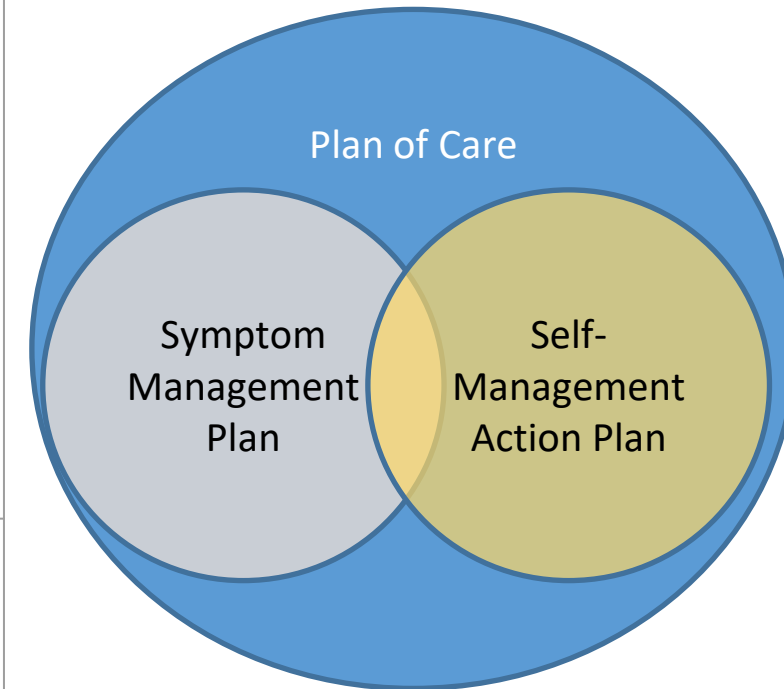 Plan of Care
Symptom
Management
Plan
Self-
Management
Action Plan